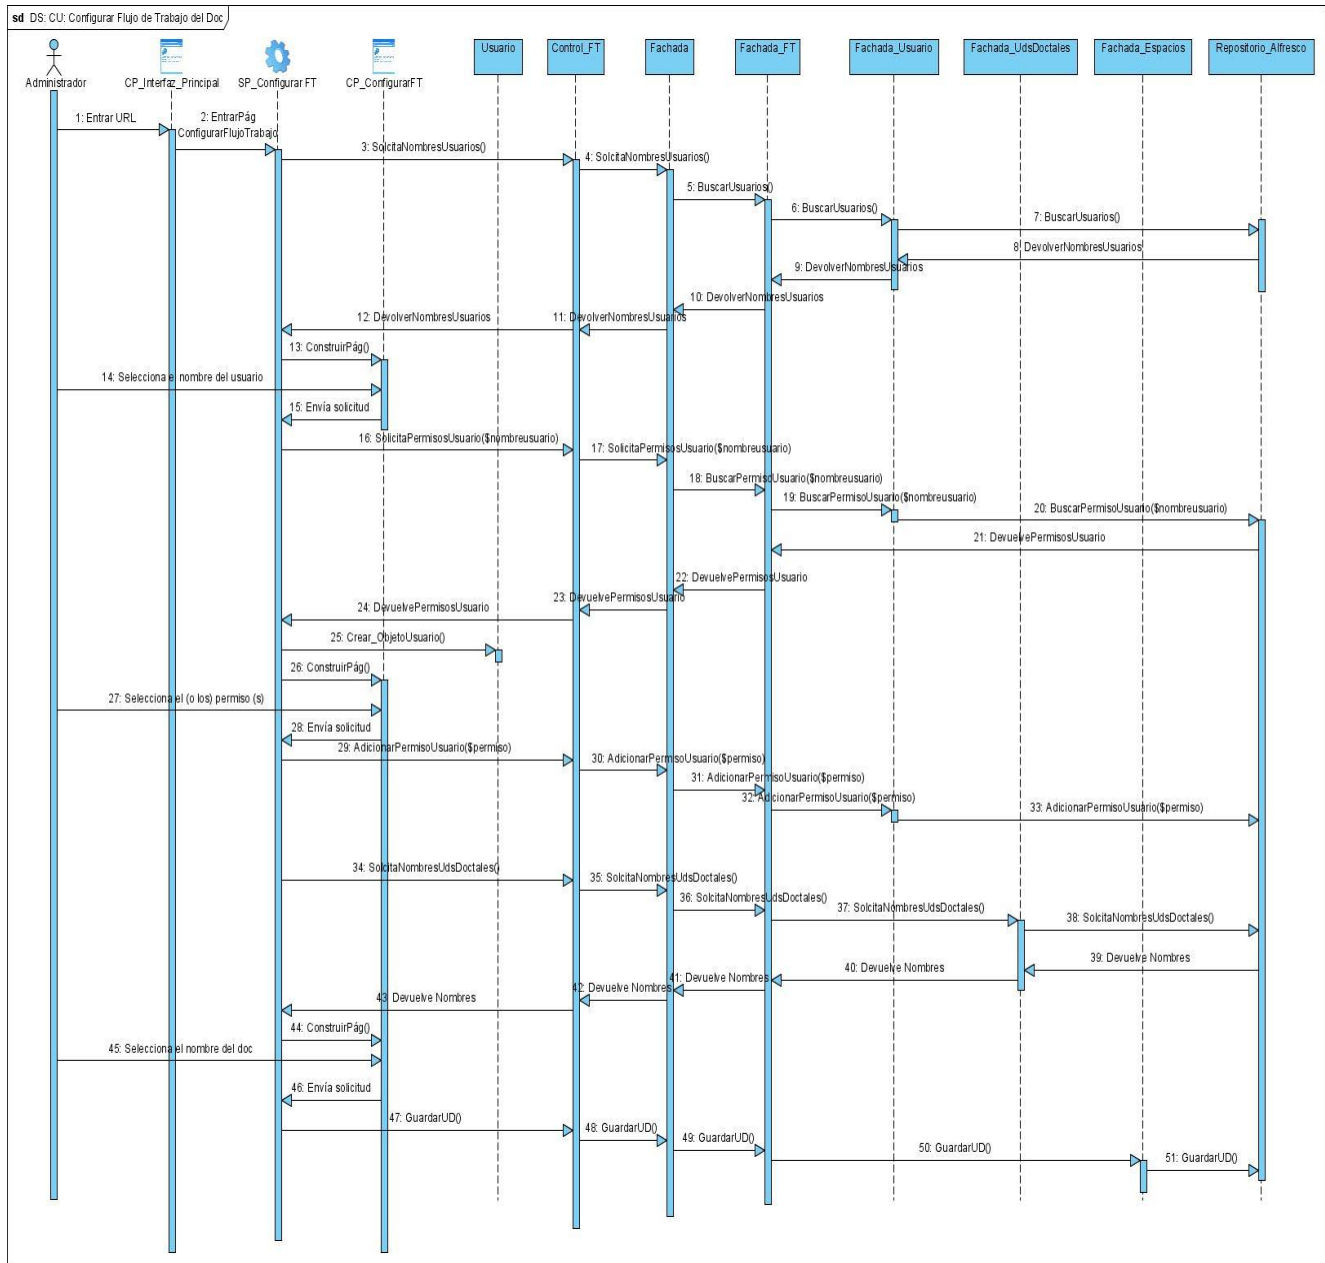 sd DS: CU: Configurar Flujo de Trabajo del Doc
Administrador
CP_Interfaz_Principal
SP_Configurar FT
CP_ConfigurarFT
Usuario
Control_FT
Fachada
Fachada_FT
Fachada_Usuario
Fachada_UdsDoctales
Fachada_Espacios
Repositorio_Alfresco
1: Entrar URL
2: EntrarPág
ConfigurarFlujoTrabajo
3: SolcitaNombresUsuarios()
4: SolcitaNombresUsuarios()
5: BuscarUsuarios()
6: BuscarUsuarios()
7: BuscarUsuarios()
8: DevolverNombresUsuarios
9: DevolverNombresUsuarios
10: DevolverNombresUsuarios
11: DevolverNombresUsuarios
12: DevolverNombresUsuarios
13: ConstruirPág()
14: Selecciona el nombre del usuario
15: Envía solicitud
16: SolicitaPermisosUsuario($nombreusuario)
17: SolicitaPermisosUsuario($nombreusuario)
18: BuscarPermisoUsuario($nombreusuario)
19: BuscarPermisoUsuario($nombreusuario)
20: BuscarPermisoUsuario($nombreusuario)
21: DevuelvePermisosUsuario
22: DevuelvePermisosUsuario
23: DevuelvePermisosUsuario
24: DevuelvePermisosUsuario
25: Crear_ObjetoUsuario()
26: ConstruirPág()
27: Selecciona el (o los) permiso (s)
28: Envía solicitud
29: AdicionarPermisoUsuario($permiso)
30: AdicionarPermisoUsuario($permiso)
31: AdicionarPermisoUsuario($permiso)
32: AdicionarPermisoUsuario($permiso)
33: AdicionarPermisoUsuario($permiso)
34: SolcitaNombresUdsDoctales()
35: SolcitaNombresUdsDoctales()
36: SolcitaNombresUdsDoctales()
37: SolcitaNombresUdsDoctales()
38: SolcitaNombresUdsDoctales()
39: Devuelve Nombres
40: Devuelve Nombres
41: Devuelve Nombres
42: Devuelve Nombres
43: Devuelve Nombres
44: ConstruirPág()
45: Selecciona el nombre del doc
46: Envía solicitud
47: GuardarUD()
48: GuardarUD()
49: GuardarUD()
50: GuardarUD()
51: GuardarUD()